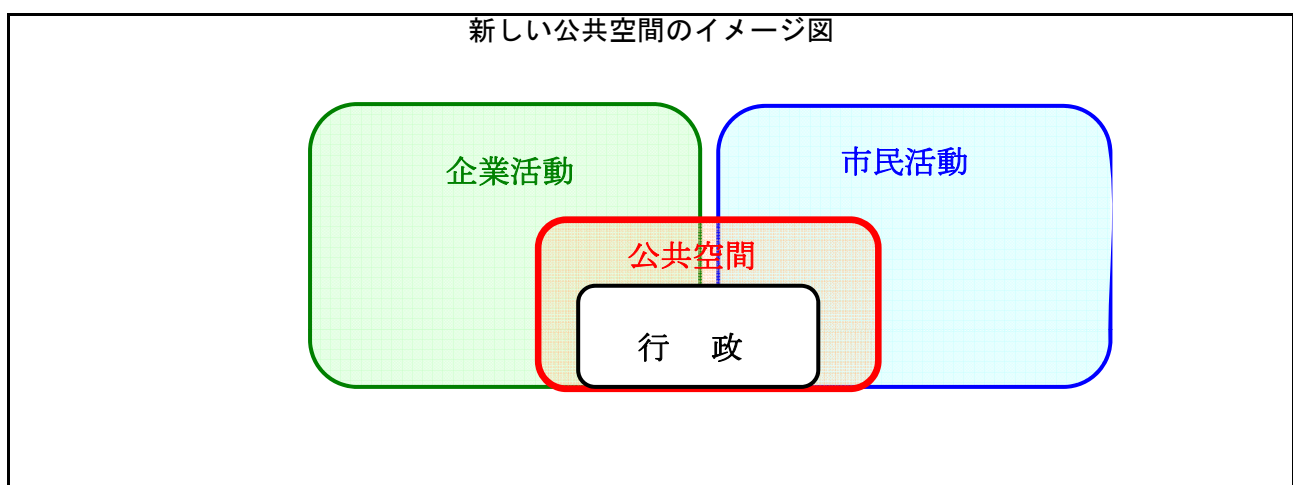 新しい公共空間のイメージ図
企業活動
市民活動
公共空間
行 政